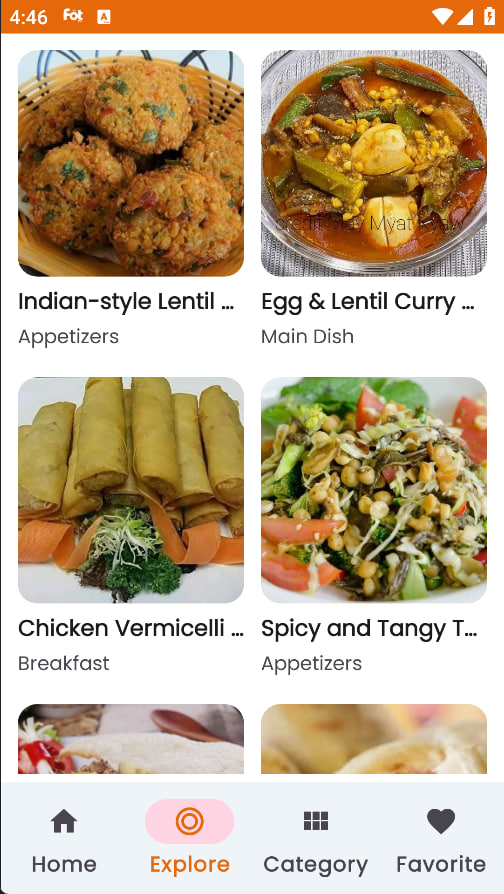 4:46
Indian-style Lentil ...
Egg & Lentil Curry ...
Appetizers
Main Dish
Chicken Vermicelli ...
Spicy and Tangy T...
Breakfast
Appetizers
Home
Explore
Category
Favorite